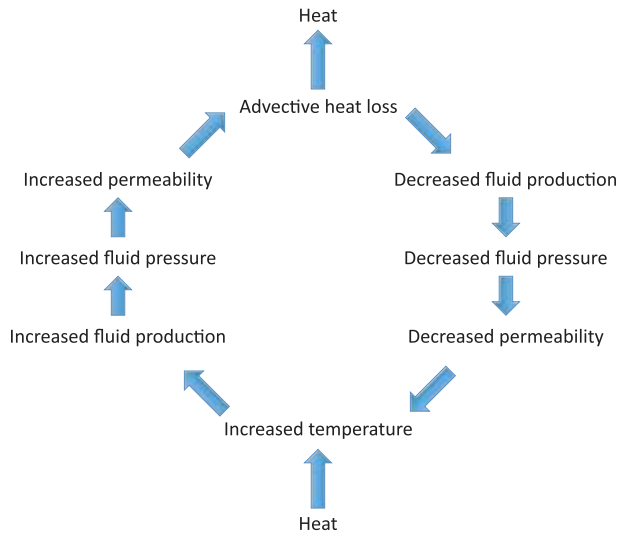 Heat
Advective heat loss
Increased permeability
Decreased fluid production
Increased fluid pressure
Decreased fluid pressure
Increased fluid production
Decreased permeability
Increased temperature
Heat